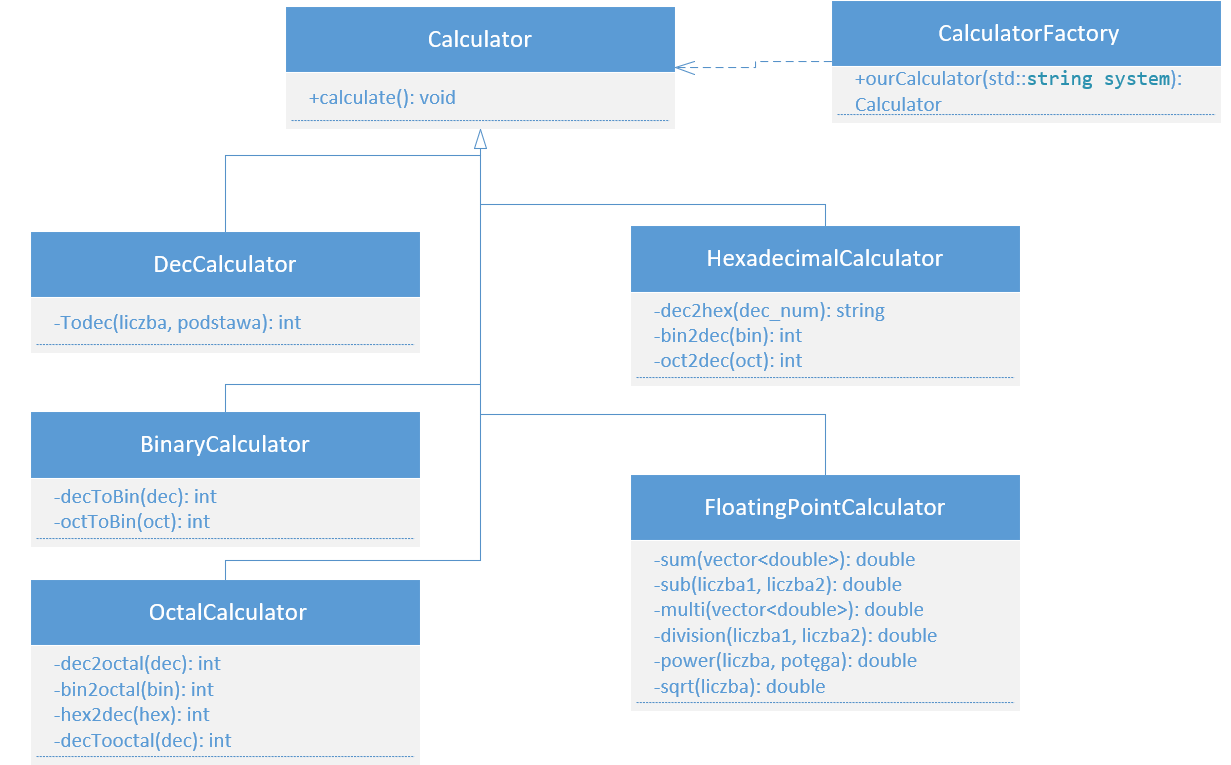 Calculator
+calculate(): void
CalculatorFactory
+ourCalculator(std::string system):
Calculator
DecCalculator
-Todec(liczba, podstawa): int
HexadecimalCalculator
-dec2hex(dec_num): string
-bin2dec(bin): int
-oct2dec(oct): int
BinaryCalculator
-decToBin(dec): int
-octToBin(oct): int
FloatingPointCalculator
-sum(vector<double>): double
-sub(liczba1, liczba2): double
-multi(vector<double>): double
-division(liczba1, liczba2): double
-power(liczba, potęga): double
-sqrt(liczba): double
OctalCalculator
-dec2octal(dec): int
-bin2octal(bin): int
-hex2dec(hex): int
-decTooctal(dec): int